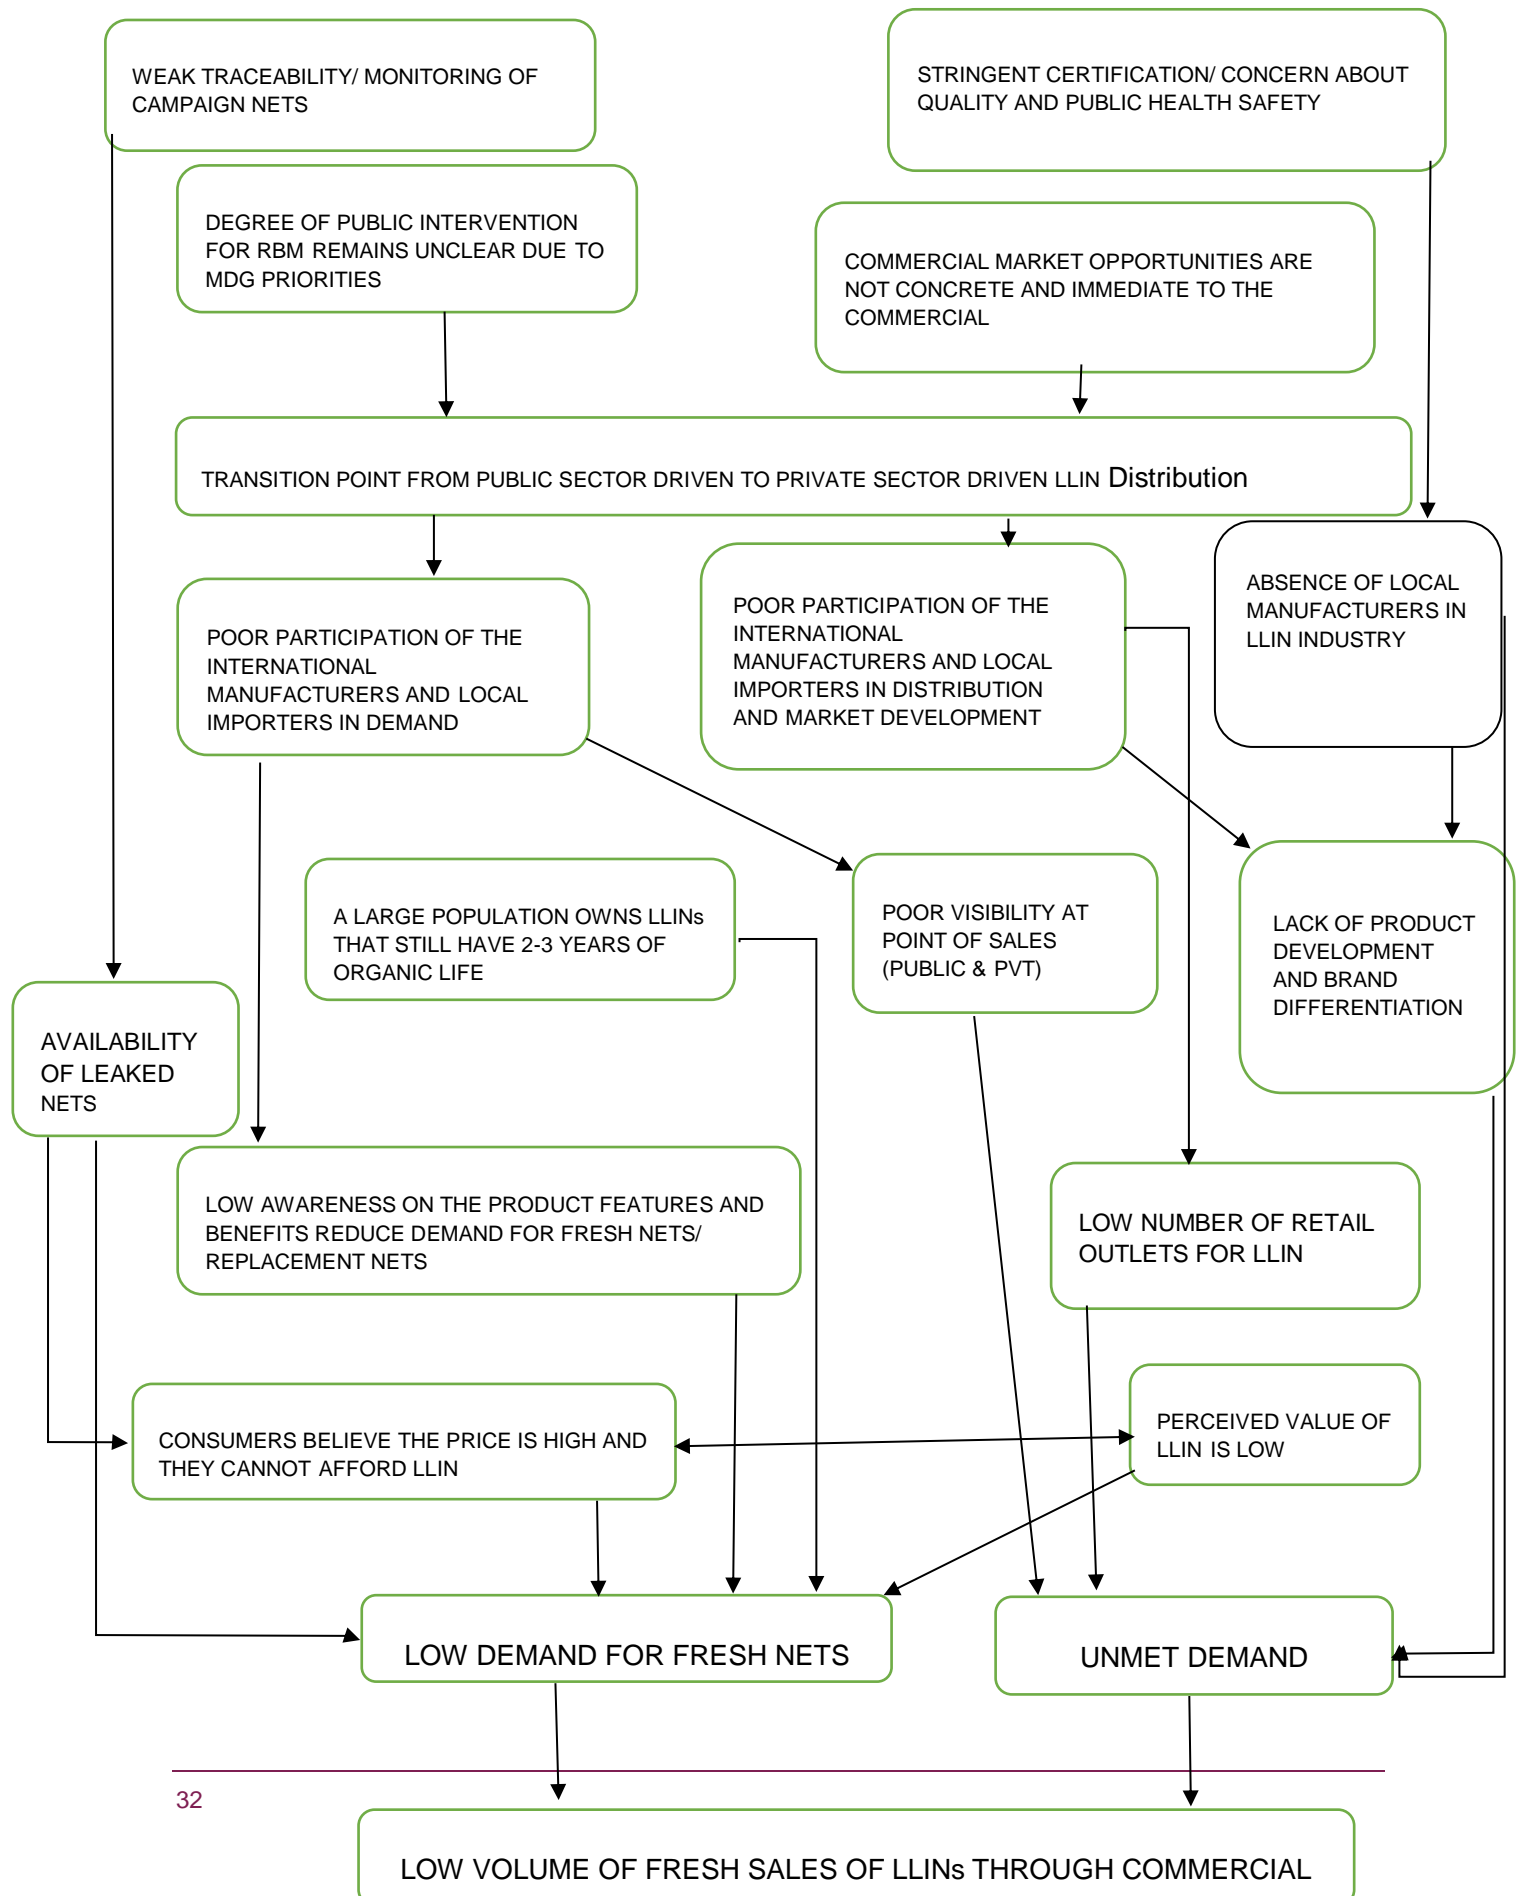 WEAK TRACEABILITY/ MONITORING OF
CAMPAIGN NETS
STRINGENT CERTIFICATION/ CONCERN ABOUT
QUALITY AND PUBLIC HEALTH SAFETY
DEGREE OF PUBLIC INTERVENTION
FOR RBM REMAINS UNCLEAR DUE TO
MDG PRIORITIES
COMMERCIAL MARKET OPPORTUNITIES ARE
NOT CONCRETE AND IMMEDIATE TO THE
COMMERCIAL
TRANSITION POINT FROM PUBLIC SECTOR DRIVEN TO PRIVATE SECTOR DRIVEN LLIN Distribution
POOR PARTICIPATION OF THE
INTERNATIONAL
MANUFACTURERS AND LOCAL
IMPORTERS IN DEMAND
POOR PARTICIPATION OF THE
INTERNATIONAL
MANUFACTURERS AND LOCAL
IMPORTERS IN DISTRIBUTION
AND MARKET DEVELOPMENT
ABSENCE OF LOCAL
MANUFACTURERS IN
LLIN INDUSTRY
A LARGE POPULATION OWNS LLINs
THAT STILL HAVE 2-3 YEARS OF
ORGANIC LIFE
POOR VISIBILITY AT
POINT OF SALES
(PUBLIC & PVT)
LACK OF PRODUCT
DEVELOPMENT
AND BRAND
DIFFERENTIATION
AVAILABILITY
OF LEAKED
NETS
LOW AWARENESS ON THE PRODUCT FEATURES AND
BENEFITS REDUCE DEMAND FOR FRESH NETS/
REPLACEMENT NETS
LOW NUMBER OF RETAIL
OUTLETS FOR LLIN
CONSUMERS BELIEVE THE PRICE IS HIGH AND
THEY CANNOT AFFORD LLIN
PERCEIVED VALUE OF
LLIN IS LOW
LOW DEMAND FOR FRESH NETS
UNMET DEMAND
32
LOW VOLUME OF FRESH SALES OF LLINs THROUGH COMMERCIAL